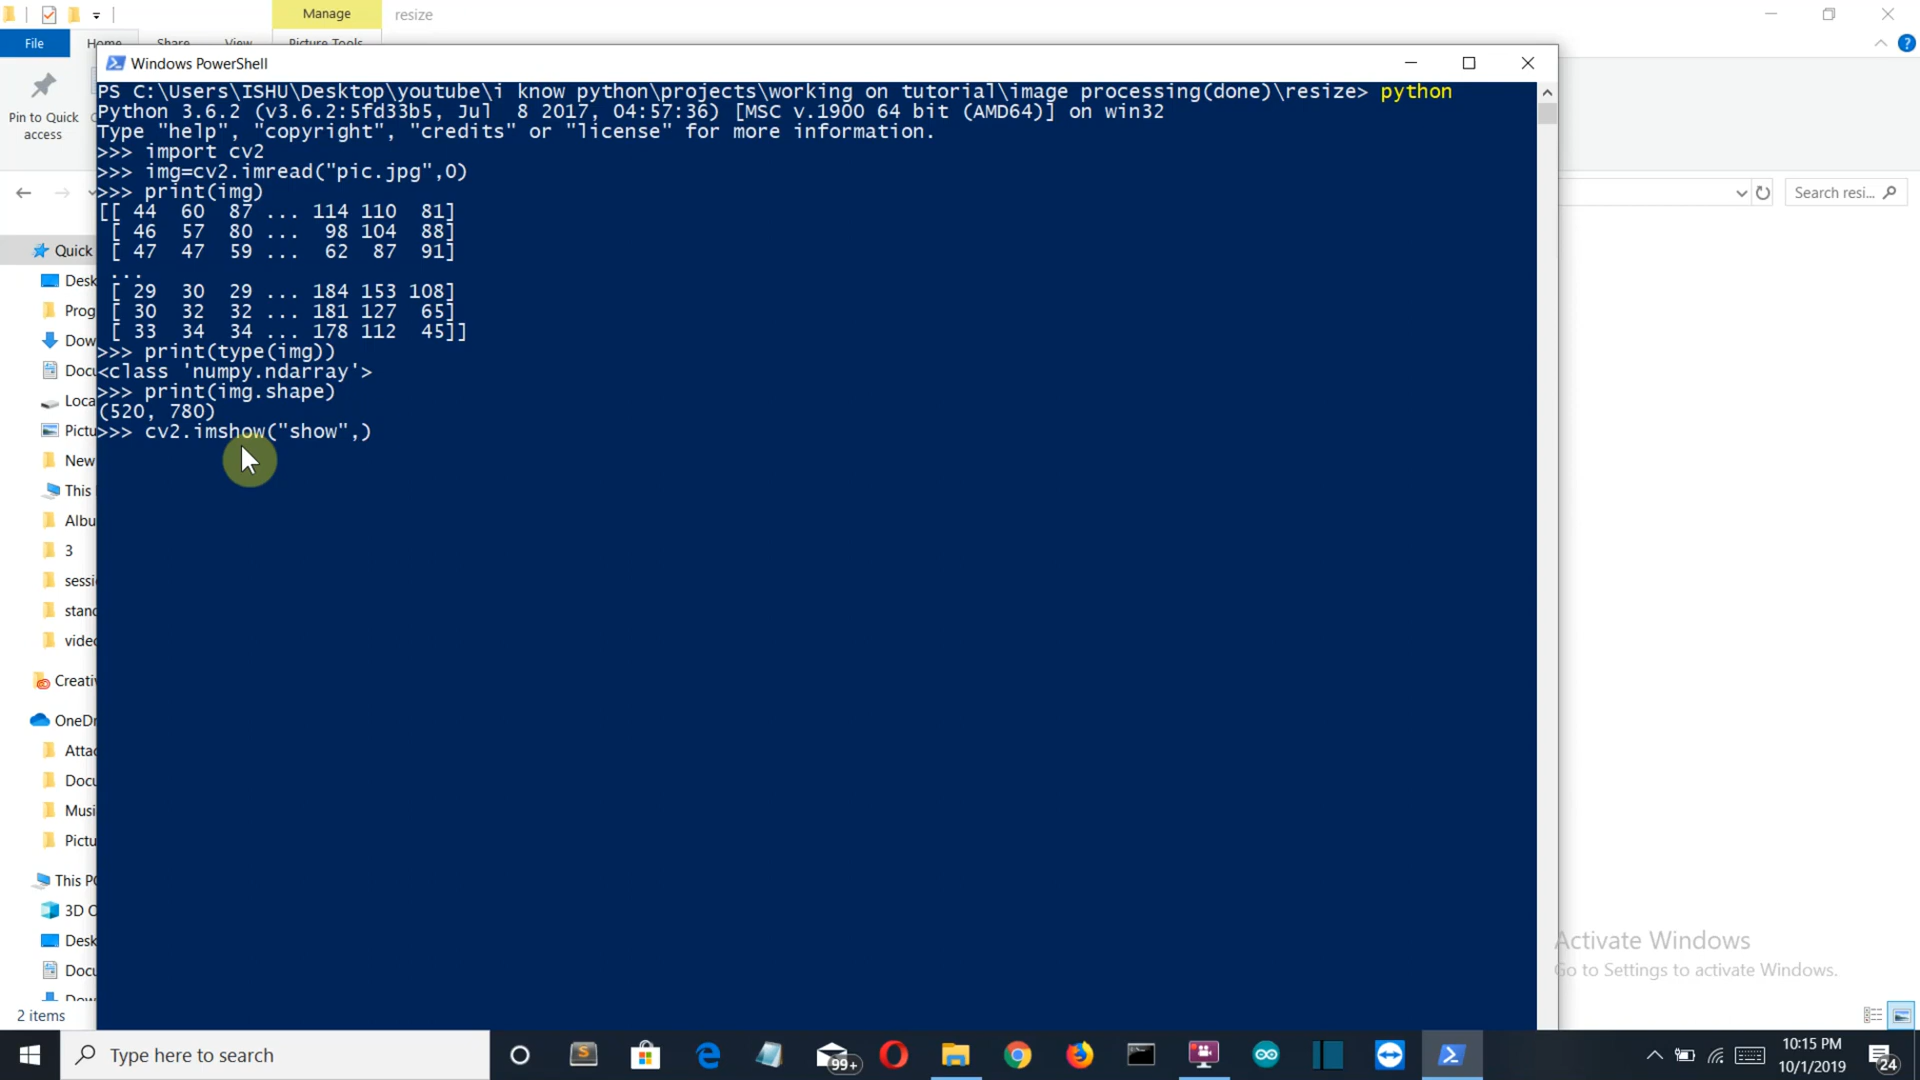 Manage
resize
File
Home
Share
View
Picture Tools
Windows PowerShell
Pin to Quick
access
PS C:\Users\ISHU\Desktop\youtube\i know python\projects\working on tutorial\image processing(done)\resize> python
Python 3.6.2 (v3.6.2:5fd33b5, Jul  8 2017, 04:57:36) [MSC v.1900 64 bit (AMD64)] on win32
Type "help", "copyright", "credits" or "license" for more information.
>>> import cv2
>>> img=cv2.imread("pic.jpg",0)
>>> print(img)
[[ 44  60  87 ... 114 110  81]
[ 46  57  80 ...  98 104  88]
[ 47  47  59 ...  62  87  91]
...
[ 29  30  29 ... 184 153 108]
[ 30  32  32 ... 181 127  65]
[ 33  34  34 ... 178 112  45]]
>>> print(type(img))
<class 'numpy.ndarray'>
>>> print(img.shape)
(520, 780)
>>> cv2.imshow("show",)
Search resi...
Quick
Desk
Prog
Dow
Docu
Loca
Pictu
New
This
Albu
3
sessi
stand
video
Creativ
OneDr
Attac
Docu
Musi
Pictu
This PC
3D O
Desk
Docu
Dow
2 items
Activate Windows
Go to Settings to activate Windows.
Type here to search
99+
10:15 PM
10/1/2019
24